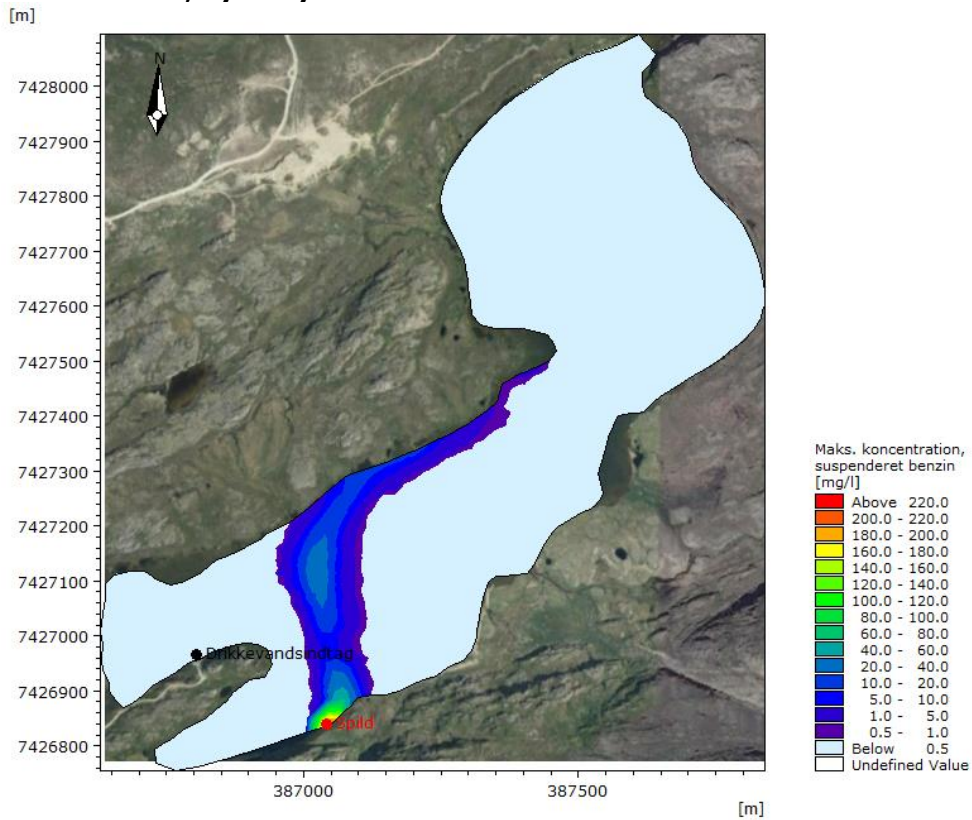 [m]
N
7428000
7427900
7427800
7427700
7427600
7427500
7427400
7427300
7427200
7427100
7427000
7426900
7426800
Drikkevandsindtag
Spild
387000
387500
[m]
Maks. koncentration,
suspenderet benzin
[mg/l]
Above 220.0
200.0 - 220.0
180.0 - 200.0
160.0 - 180.0
140.0 - 160.0
120.0 - 140.0
100.0 - 120.0
80.0 - 100.0
60.0 - 80.0
40.0 - 60.0
20.0 - 40.0
10.0 - 20.0
5.0 - 10.0
1.0 - 5.0
0.5 - 1.0
Below 0.5
Undefined Value